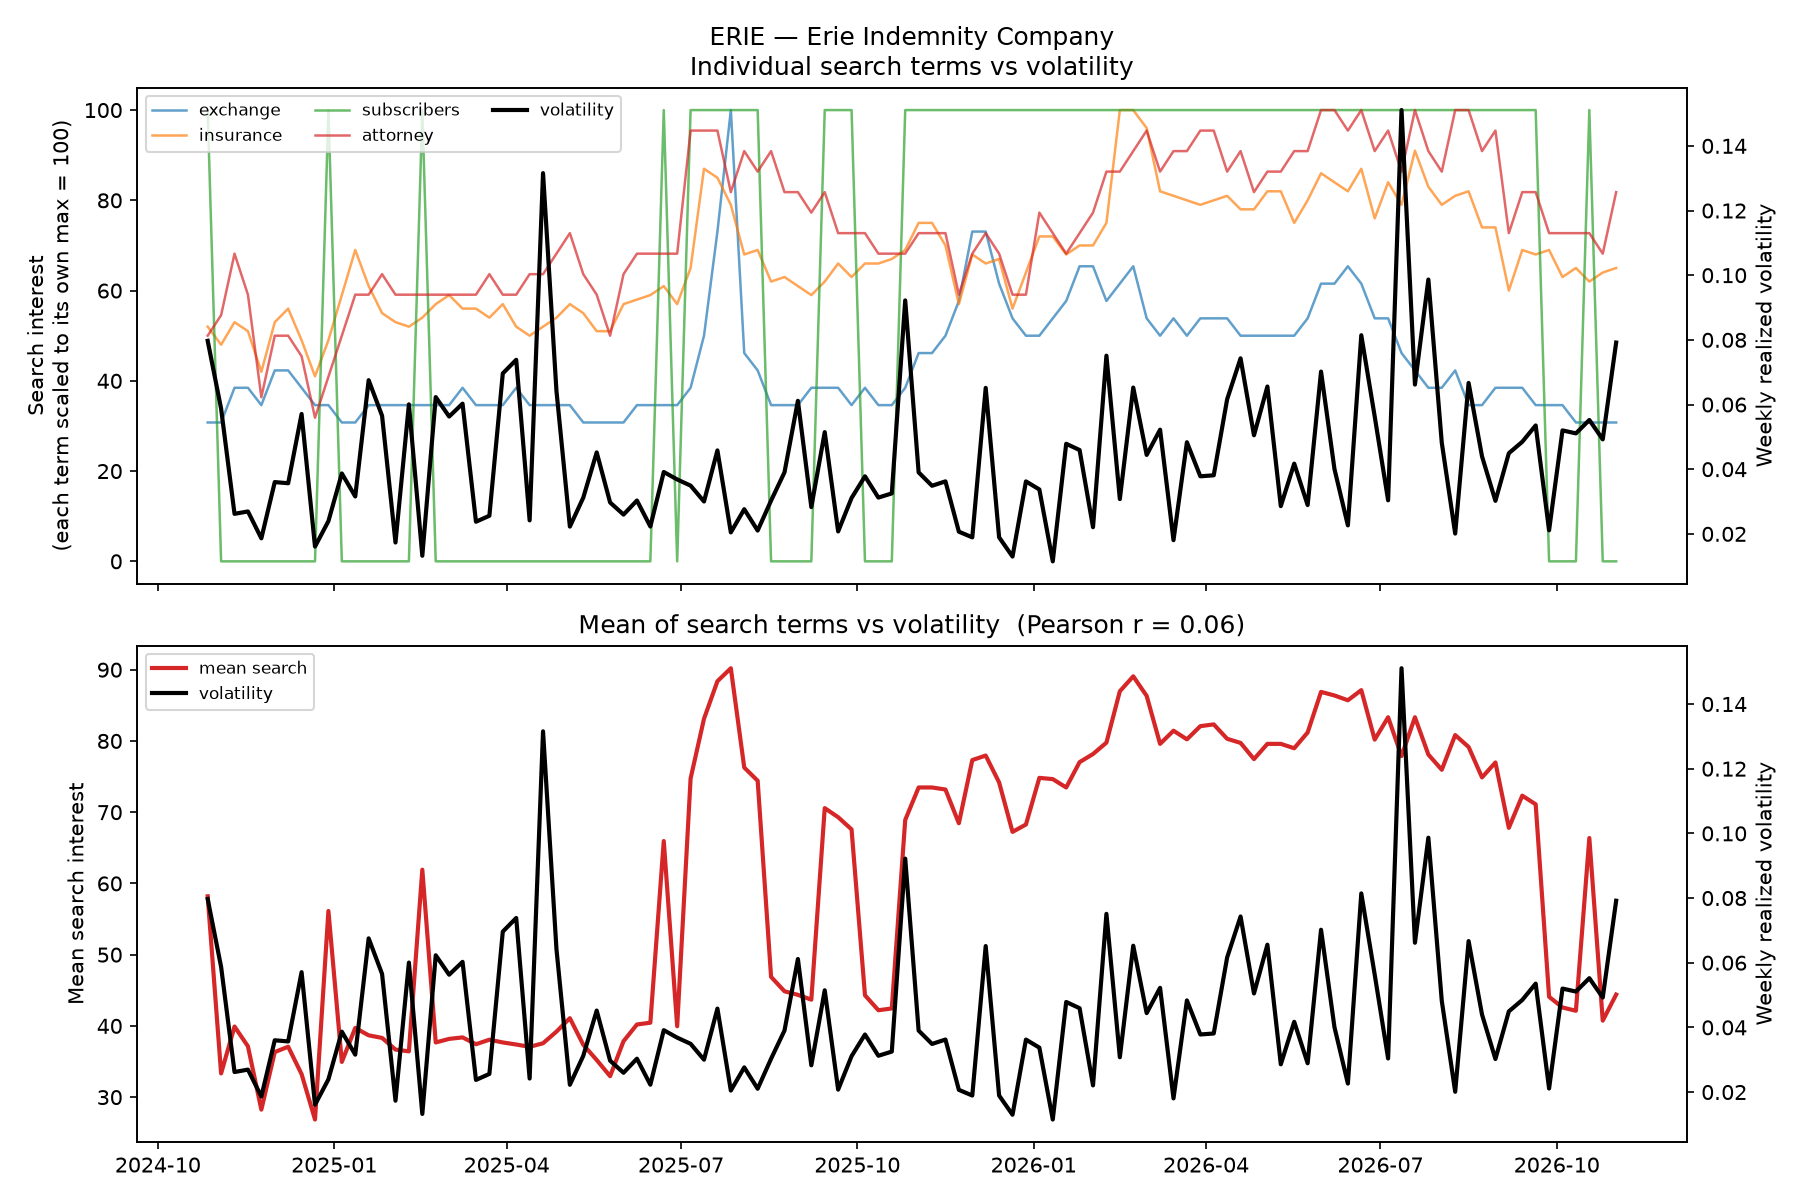 ERIE — Erie Indemnity Company
Individual search terms vs volatility
exchange
insurance
subscribers
attorney
volatility
Search interest
(each term scaled to its own max = 100)
100
80
60
40
20
0
0.14
0.12
0.10
0.08
0.06
0.04
0.02
Weekly realized volatility
Mean of search terms vs volatility (Pearson r = 0.06)
mean search
volatility
Mean search interest
90
80
70
60
50
40
30
0.14
0.12
0.10
0.08
0.06
0.04
0.02
Weekly realized volatility
2024-10
2025-01
2025-04
2025-07
2025-10
2026-01
2026-04
2026-07
2026-10